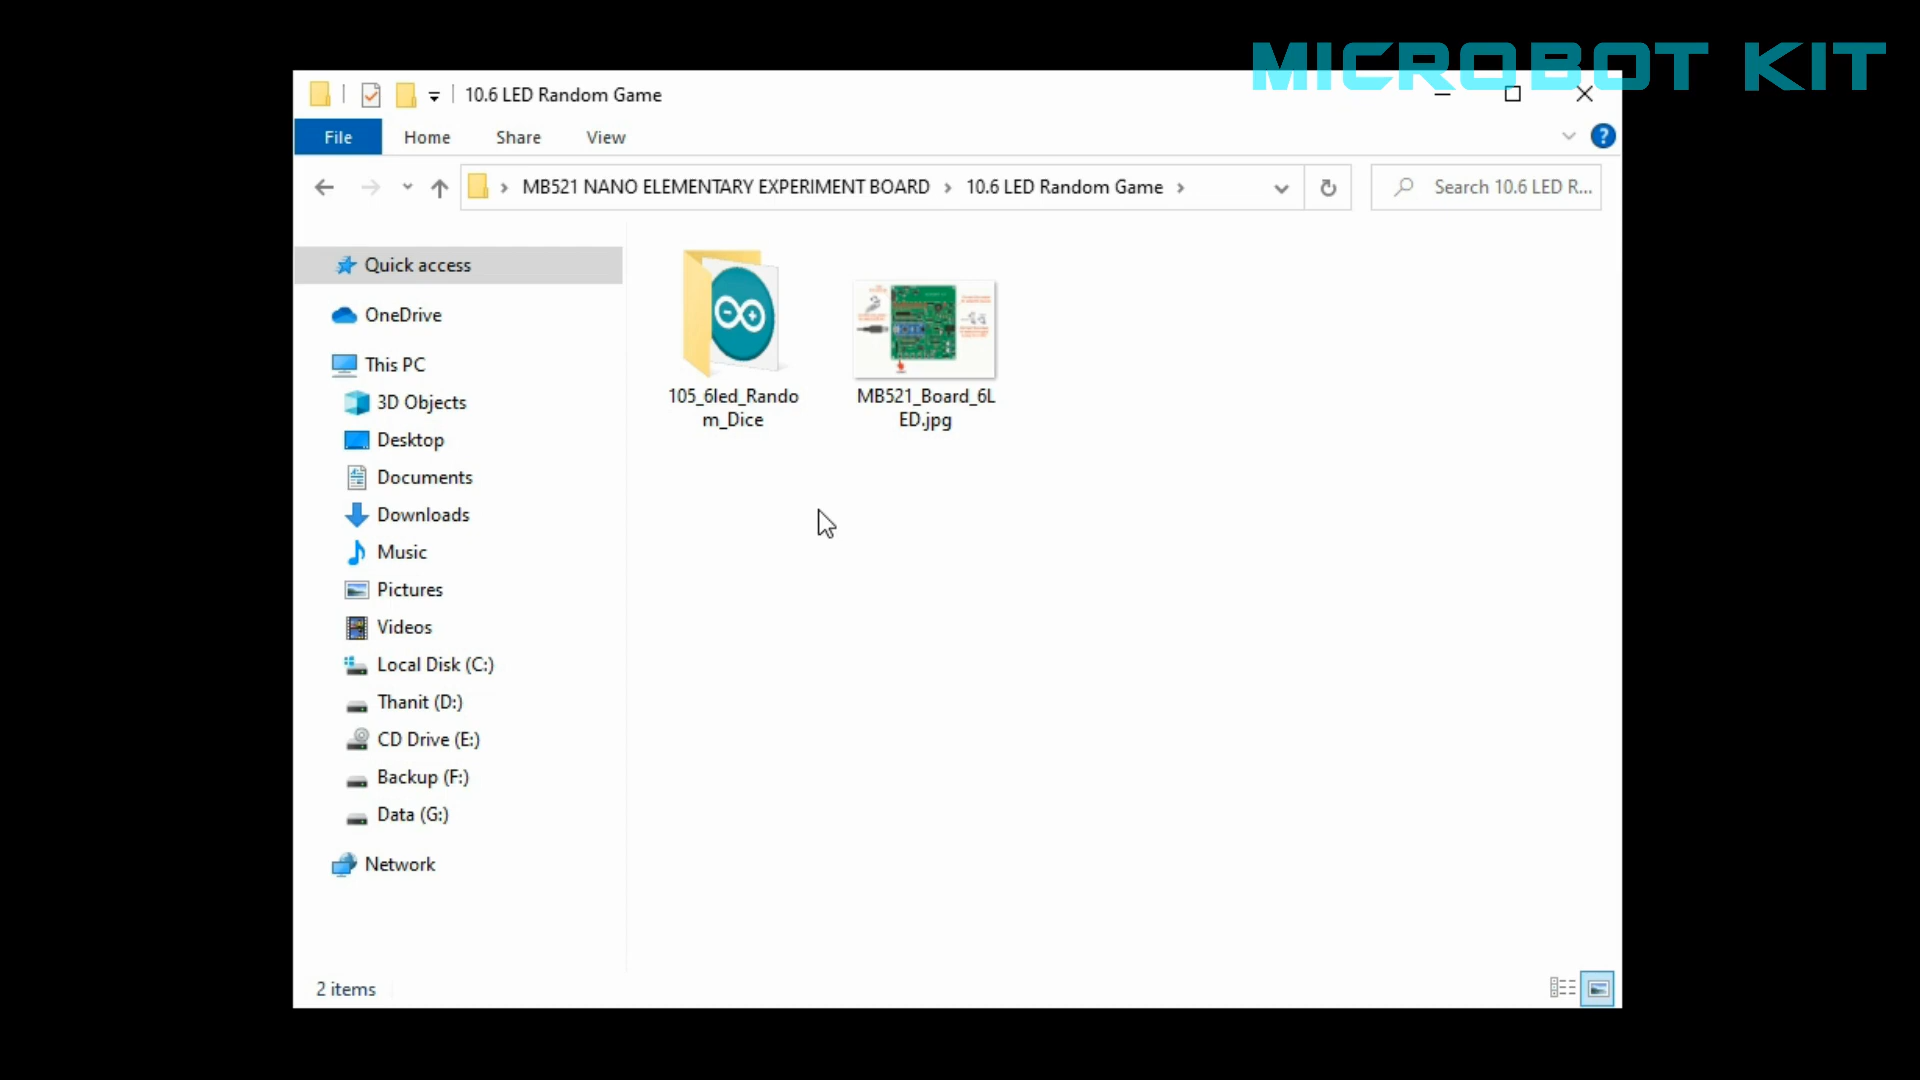 MICROBOT KIT
10.6 LED Random Game
File
Home
Share
View
MB521 NANO ELEMENTARY EXPERIMENT BOARD
10.6 LED Random Game
Search 10.6 LED R...
Quick access
OneDrive
This PC
3D Objects
Desktop
Documents
Downloads
Music
Pictures
Videos
Local Disk (C:)
Thanit (D:)
CD Drive (E:)
Backup (F:)
Data (G:)
Network
105_6led_Rando
m_Dice
MB521_Board_6L
ED.jpg
2 items